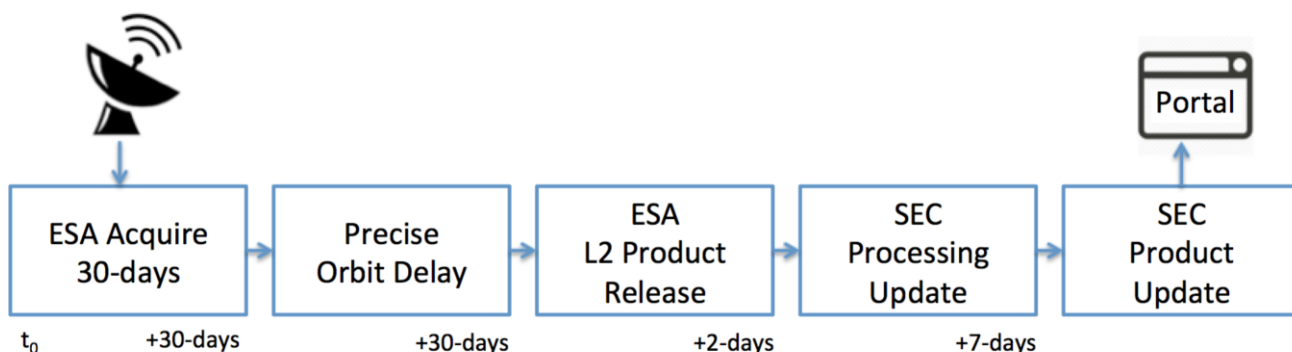 Portal
ESA Acquire
30-days
Precise
Orbit Delay
ESA
L2 Product
Release
SEC
Processing
Update
SEC
Product
Update
t₀
+30-days
+30-days
+2-days
+7-days